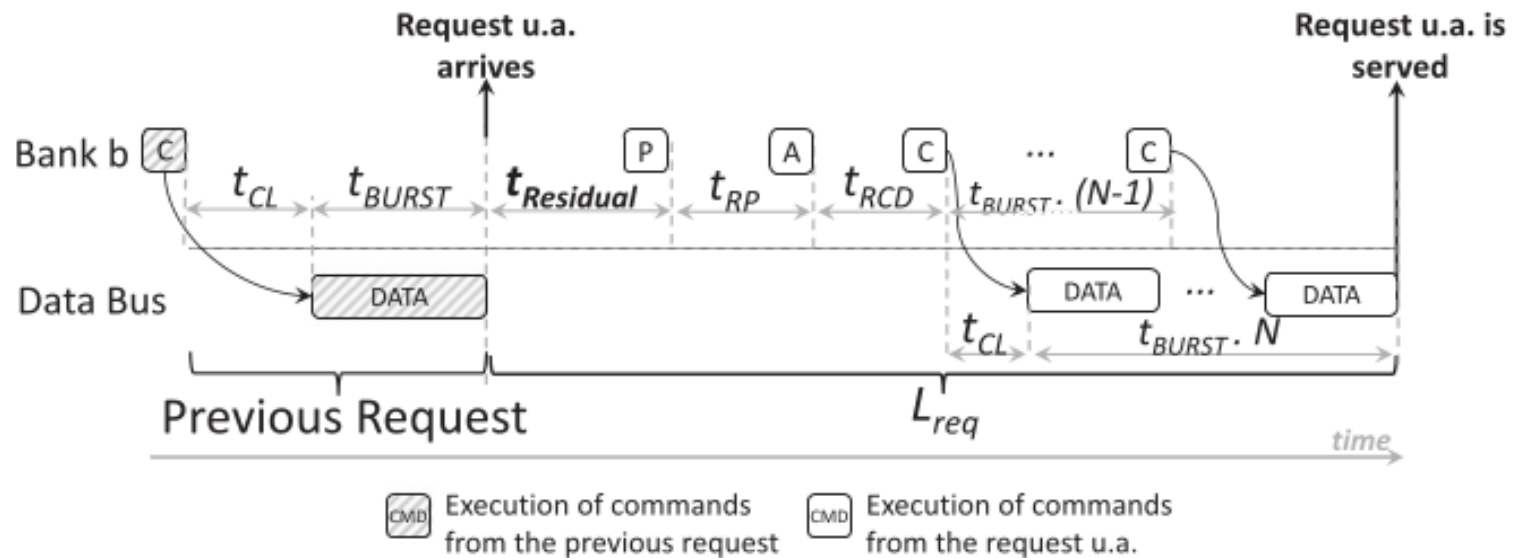 Request u.a.
arrives
Request u.a. is
served
Bank b C P A C ... C
t_CL t_BURST t_Residual t_RP t_RCD t_BURST. (N-1)
Data Bus DATA DATA ... DATA
t_CL t_BURST. N
Previous Request L_req
time
CMD Execution of commands
from the previous request
CMD Execution of commands
from the request u.a.